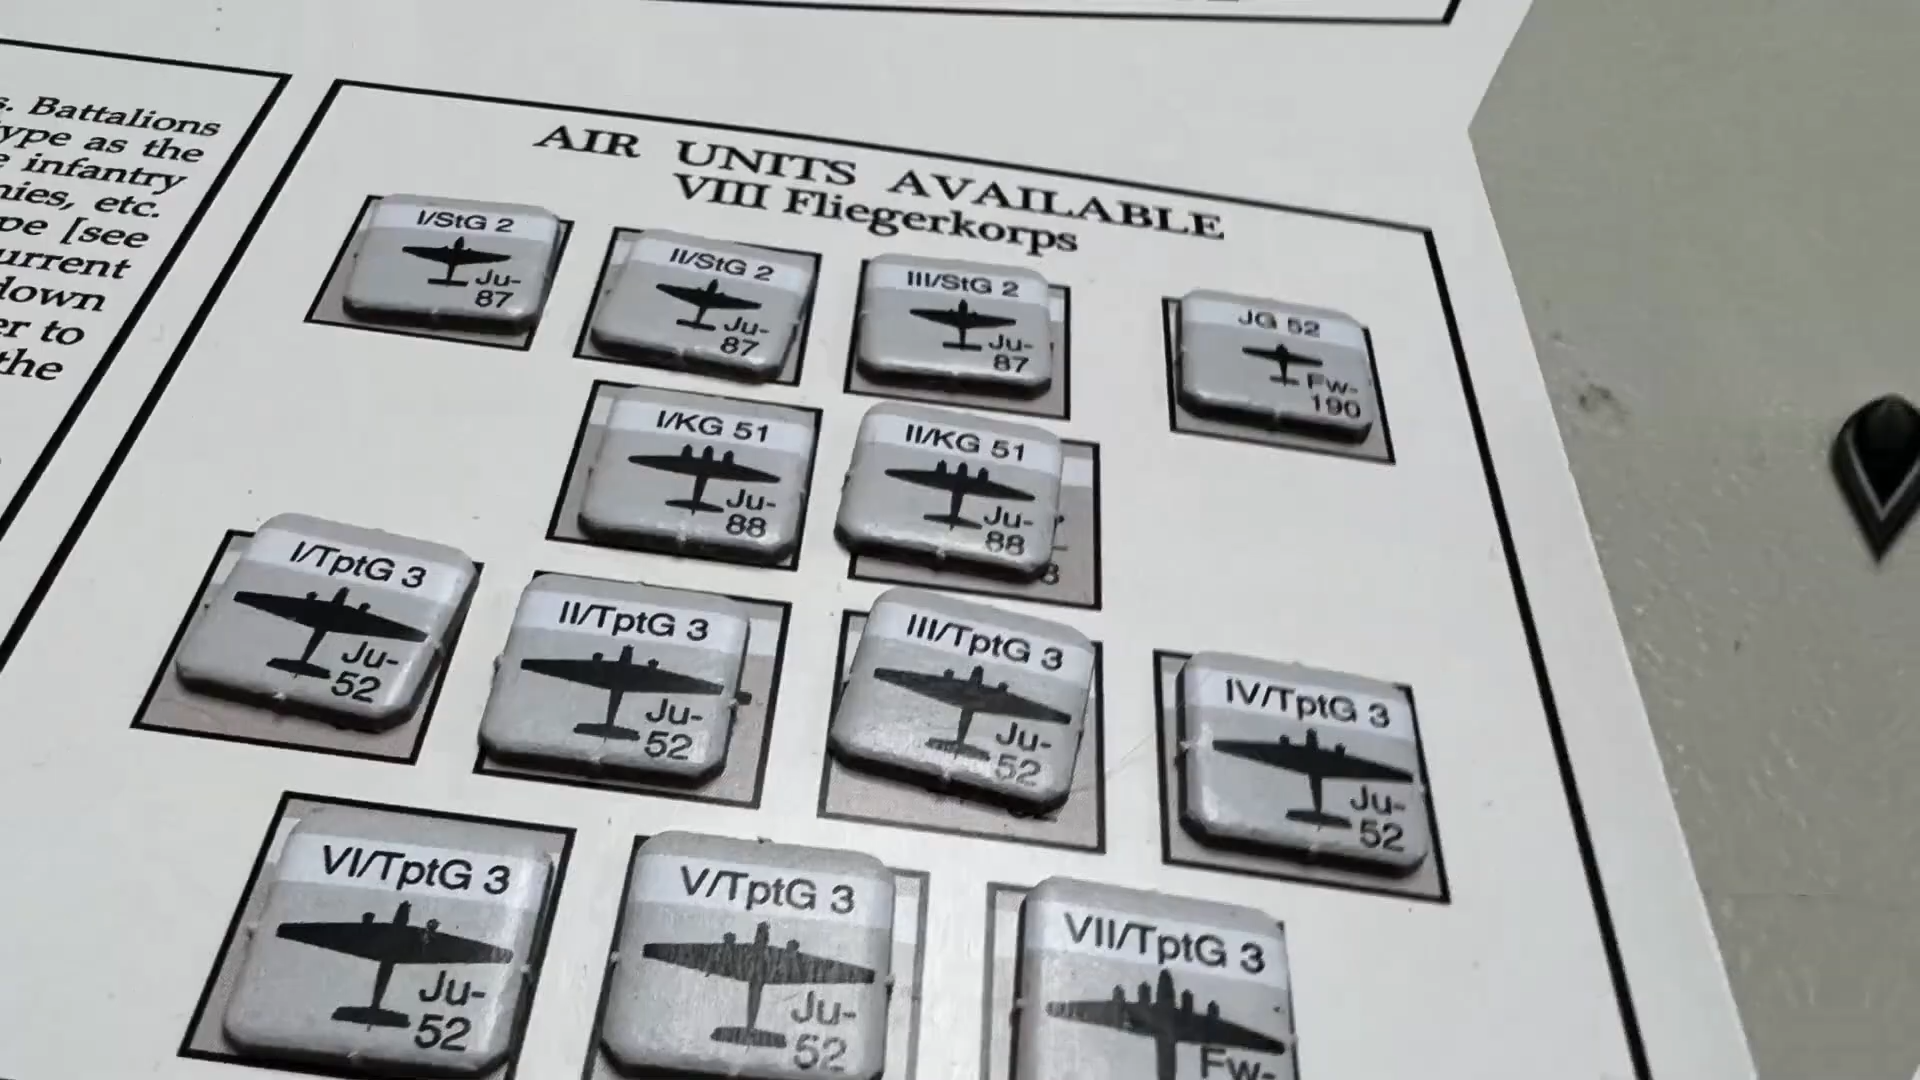 s. Battalions
type as the
e infantry
nies, etc.
pe [see
urrent
down
er to
the
AIR UNITS AVAILABLE
VIII Fliegerkorps
I/StG 2
Ju-
87
II/StG 2
Ju-
87
III/StG 2
Ju-
87
JG 52
Fw-
190
I/KG 51
Ju-
88
II/KG 51
Ju-
88
I/TptG 3
Ju-
52
II/TptG 3
Ju-
52
III/TptG 3
Ju-
52
IV/TptG 3
Ju-
52
VI/TptG 3
Ju-
52
V/TptG 3
Ju-
52
VII/TptG 3
Fw-